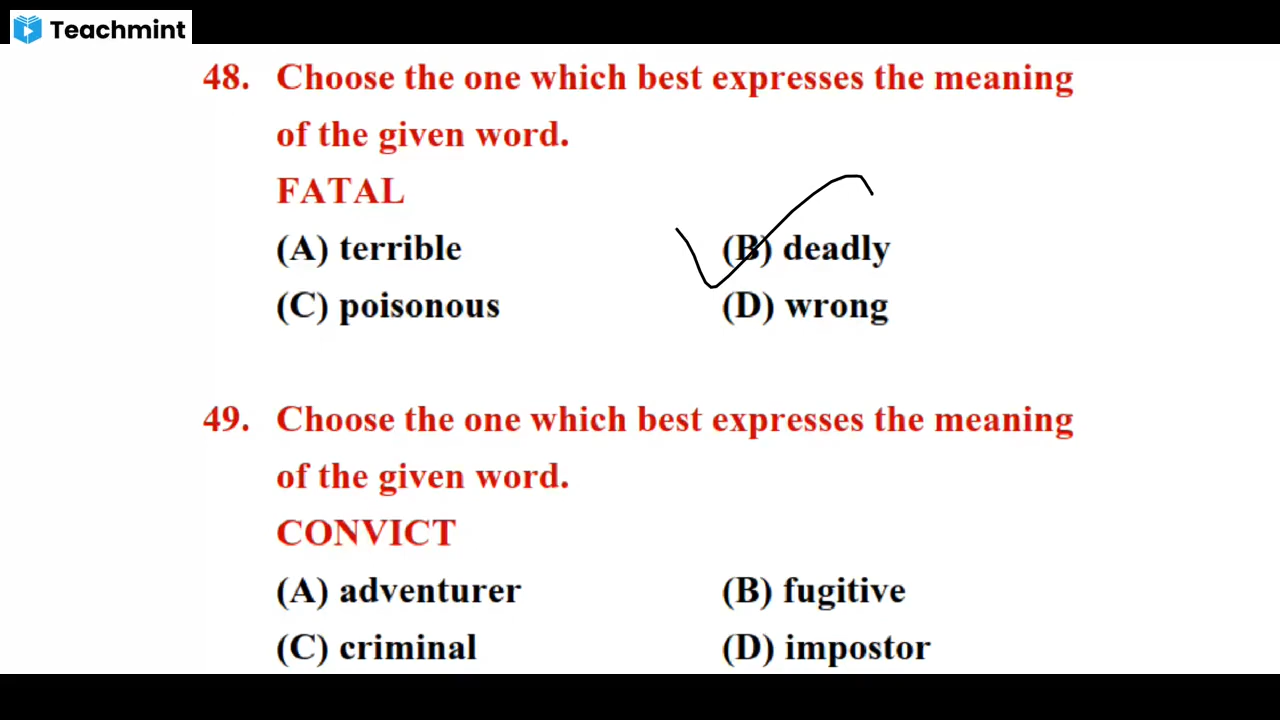 Teachmint
48. Choose the one which best expresses the meaning
of the given word.
FATAL
(A) terrible (B) deadly
(C) poisonous (D) wrong
49. Choose the one which best expresses the meaning
of the given word.
CONVICT
(A) adventurer (B) fugitive
(C) criminal (D) impostor